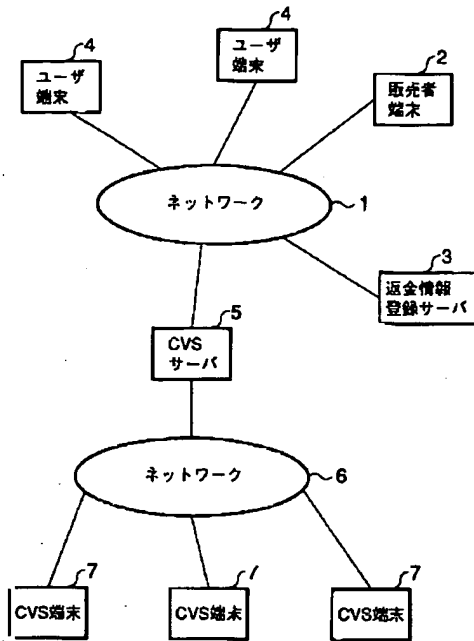 4
4
ユーザ
端末
ユーザ
端末
2
販売者
端末
ネットワーク
1
3
返金情報
登録サーバ
5
CVS
サーバ
ネットワーク
6
7
7
7
CVS端末
CVS端末
CVS端末